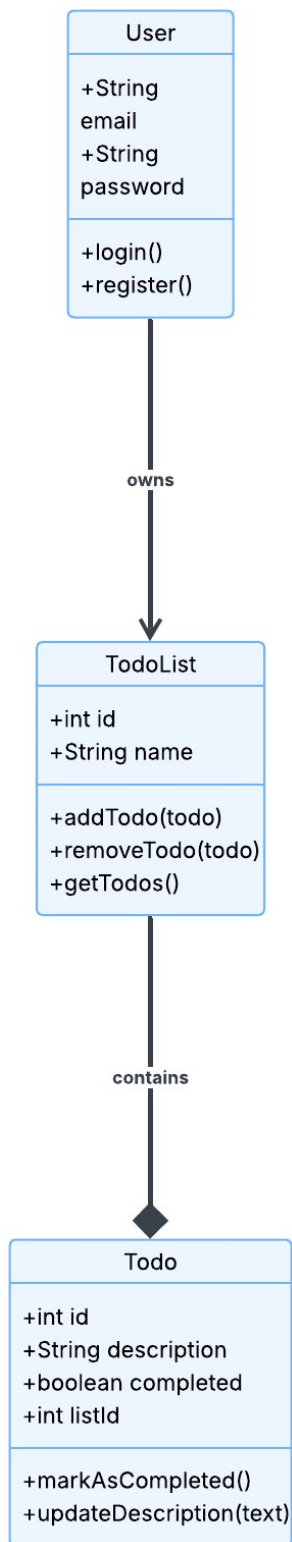 User
+String
email
+String
password
+login()
+register()
owns
TodoList
+int id
+String name
+addTodo(todo)
+removeTodo(todo)
+getTodos()
contains
Todo
+int id
+String description
+boolean completed
+int listId
+markAsCompleted()
+updateDescription(text)